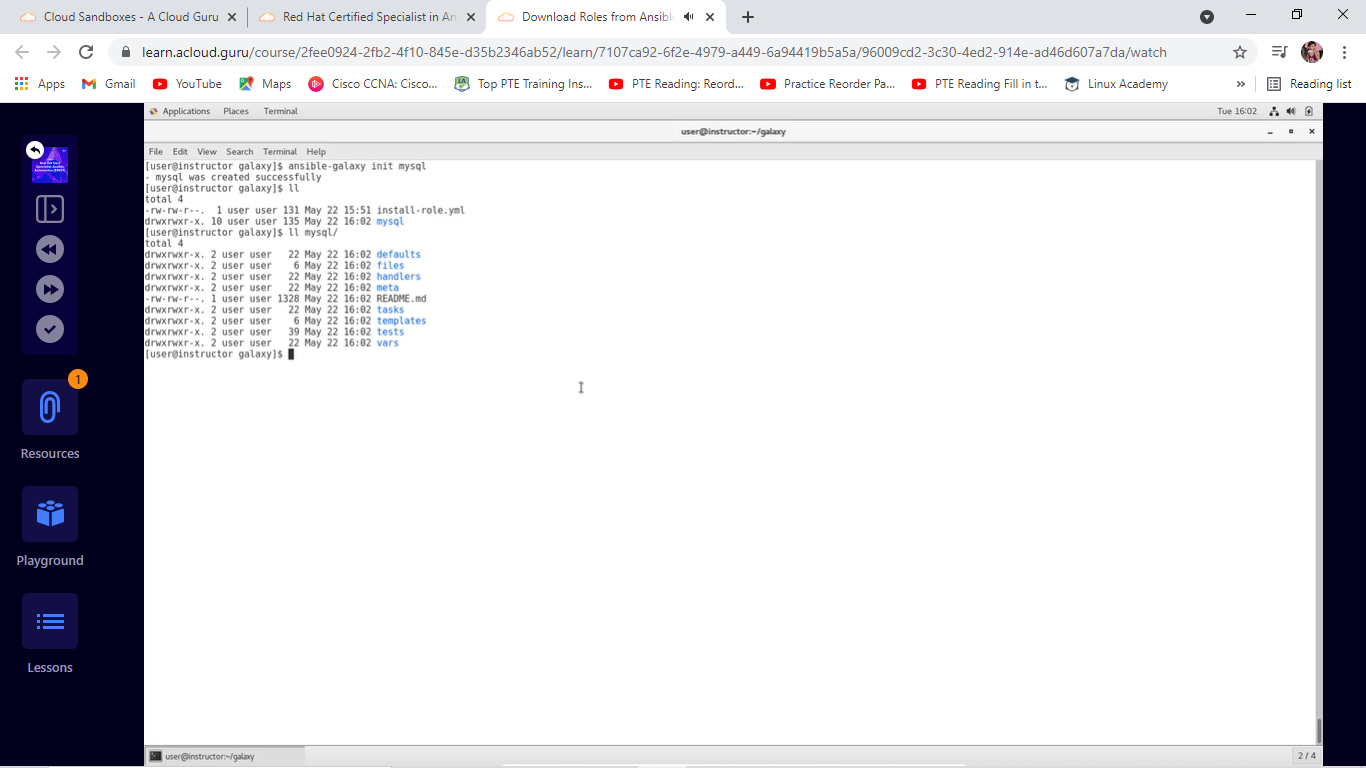 Cloud Sandboxes - A Cloud Guru
Red Hat Certified Specialist in An
Download Roles from Ansibl
learn.acloud.guru/course/2fee0924-2fb2-4f10-845e-d35b2346ab52/learn/7107ca92-6f2e-4979-a449-6a94419b5a5a/96009cd2-3c30-4ed2-914e-ad46d607a7da/watch
Apps Gmail YouTube Maps Cisco CCNA: Cisco... Top PTE Training Ins... PTE Reading: Reord... Practice Reorder Pa... PTE Reading Fill in t... Linux Academy » Reading list
Applications Places Terminal Tue 16:02
user@instructor:~/galaxy
File Edit View Search Terminal Help
[user@instructor galaxy]$ ansible-galaxy init mysql
- mysql was created successfully
[user@instructor galaxy]$ ll
total 4
-rw-rw-r--.  1 user user 131 May 22 15:51 install-role.yml
drwxrwxr-x. 10 user user 135 May 22 16:02 mysql
[user@instructor galaxy]$ ll mysql/
total 4
drwxrwxr-x. 2 user user   22 May 22 16:02 defaults
drwxrwxr-x. 2 user user    6 May 22 16:02 files
drwxrwxr-x. 2 user user   22 May 22 16:02 handlers
drwxrwxr-x. 2 user user   22 May 22 16:02 meta
-rw-rw-r--. 1 user user 1328 May 22 16:02 README.md
drwxrwxr-x. 2 user user   22 May 22 16:02 tasks
drwxrwxr-x. 2 user user    6 May 22 16:02 templates
drwxrwxr-x. 2 user user   39 May 22 16:02 tests
drwxrwxr-x. 2 user user   22 May 22 16:02 vars
[user@instructor galaxy]$
1
Resources
Playground
Lessons
user@instructor:~/galaxy
2 / 4